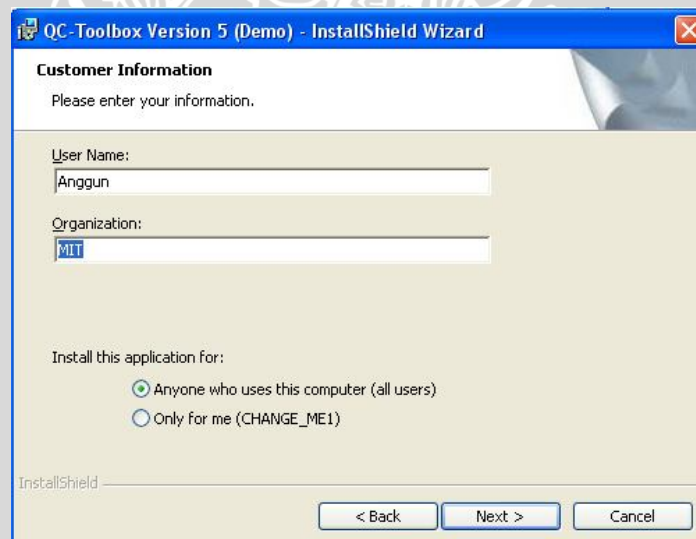 QC-Toolbox Version 5 (Demo) - InstallShield Wizard
Customer Information
Please enter your information.
User Name:
Anggun
Organization:
MIT
Install this application for:
Anyone who uses this computer (all users)
Only for me (CHANGE_ME1)
InstallShield
< Back Next > Cancel